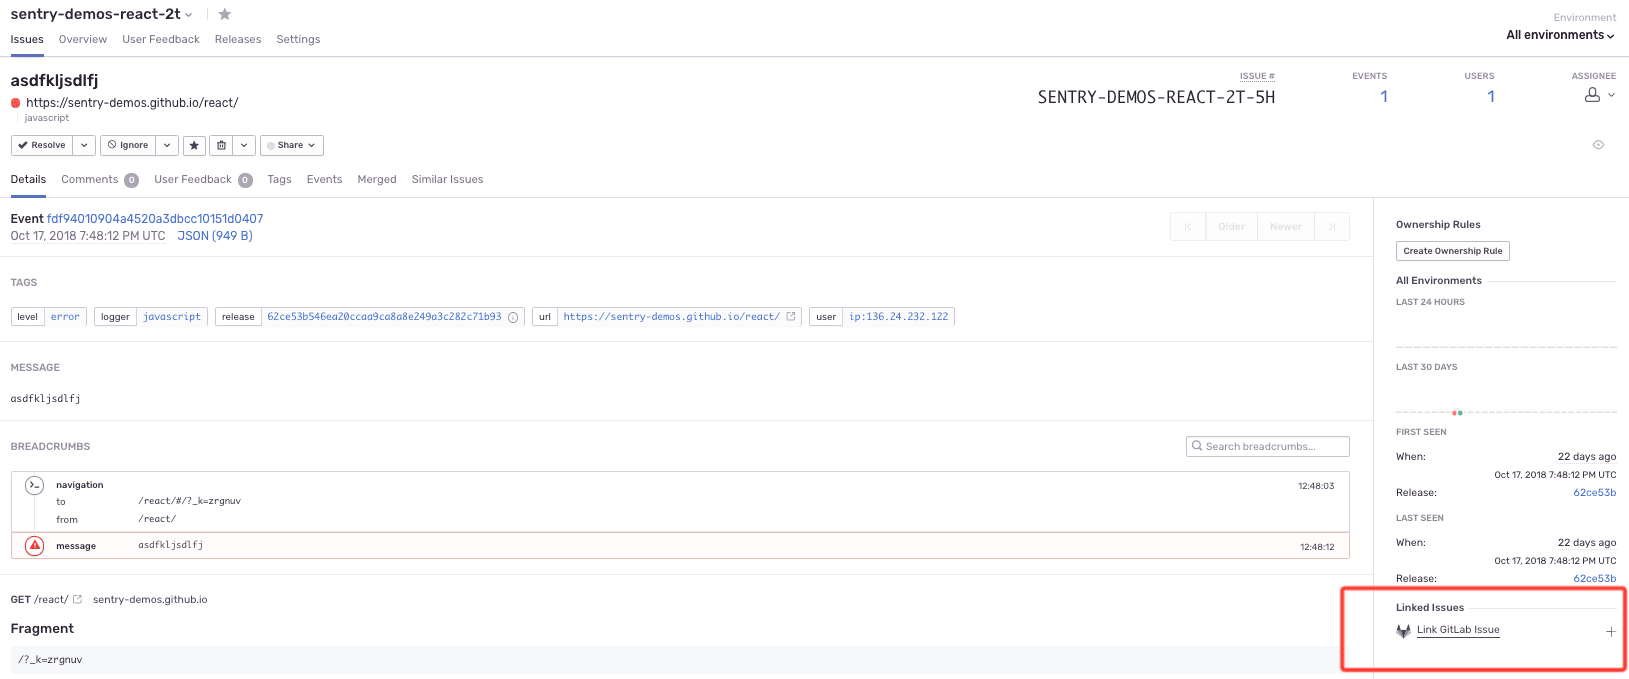 sentry-demos-react-2t
Environment
All environments
Issues Overview User Feedback Releases Settings
asdfkljsdlfj
https://sentry-demos.github.io/react/
javascript
ISSUE # EVENTS USERS ASSIGNEE
SENTRY-DEMOS-REACT-2T-5H 1 1
Resolve Ignore Share
Details Comments 0 User Feedback 0 Tags Events Merged Similar Issues
Event fdf94010904a4520a3dbcc10151d0407
Oct 17, 2018 7:48:12 PM UTC JSON (949 B)
Older Newer
TAGS
level error logger javascript release 62ce53b546ea20ccaa9ca8a8e249a3c282c71b93 url https://sentry-demos.github.io/react/ user ip:136.24.232.122
MESSAGE
asdfkljsdlfj
BREADCRUMBS
Search breadcrumbs...
navigation 12:48:03
to /react/#/?_k=zrgnuv
from /react/
message asdfkljsdlfj 12:48:12
GET /react/ sentry-demos.github.io
Fragment
/?_k=zrgnuv
Ownership Rules
Create Ownership Rule
All Environments
LAST 24 HOURS
LAST 30 DAYS
FIRST SEEN
When: 22 days ago
Oct 17, 2018 7:48:12 PM UTC
Release: 62ce53b
LAST SEEN
When: 22 days ago
Oct 17, 2018 7:48:12 PM UTC
Release: 62ce53b
Linked Issues
Link GitLab Issue